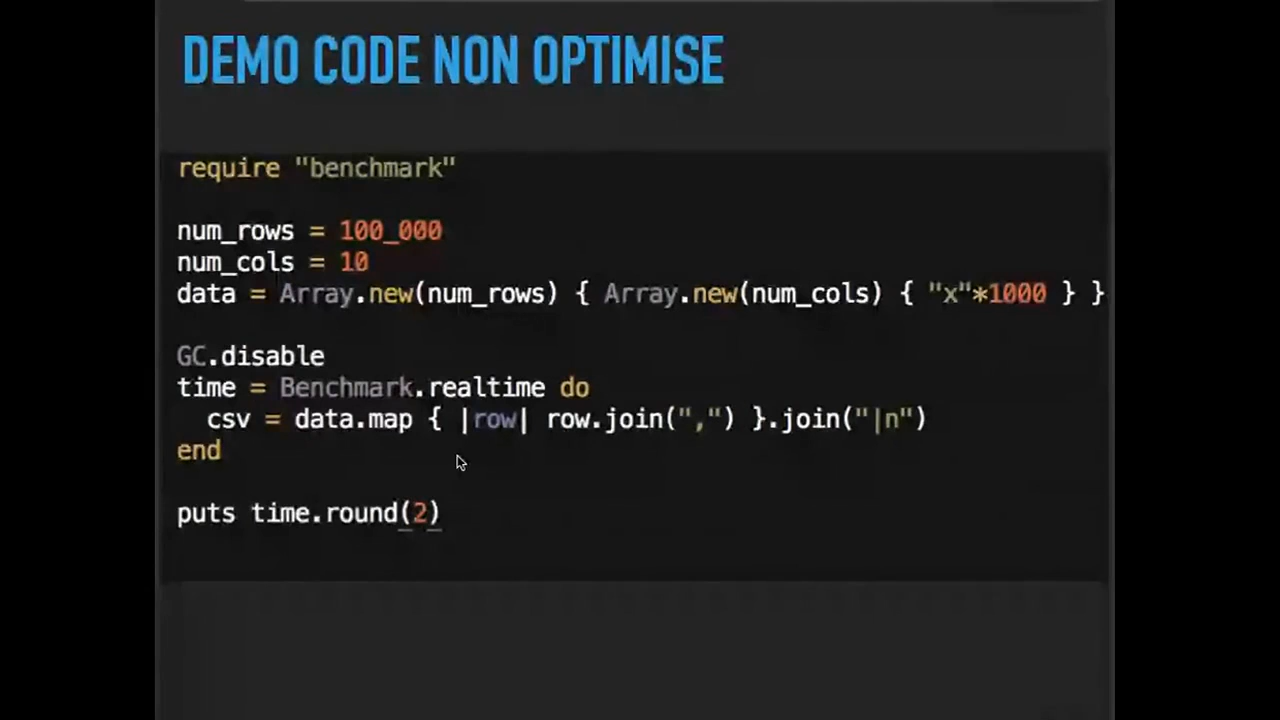 DEMO CODE NON OPTIMISE
require "benchmark"
num_rows = 100_000
num_cols = 10
data = Array.new(num_rows) { Array.new(num_cols) { "x"*1000 } }
GC.disable
time = Benchmark.realtime do
  csv = data.map { |row| row.join(",") }.join("|n")
end
puts time.round(2)